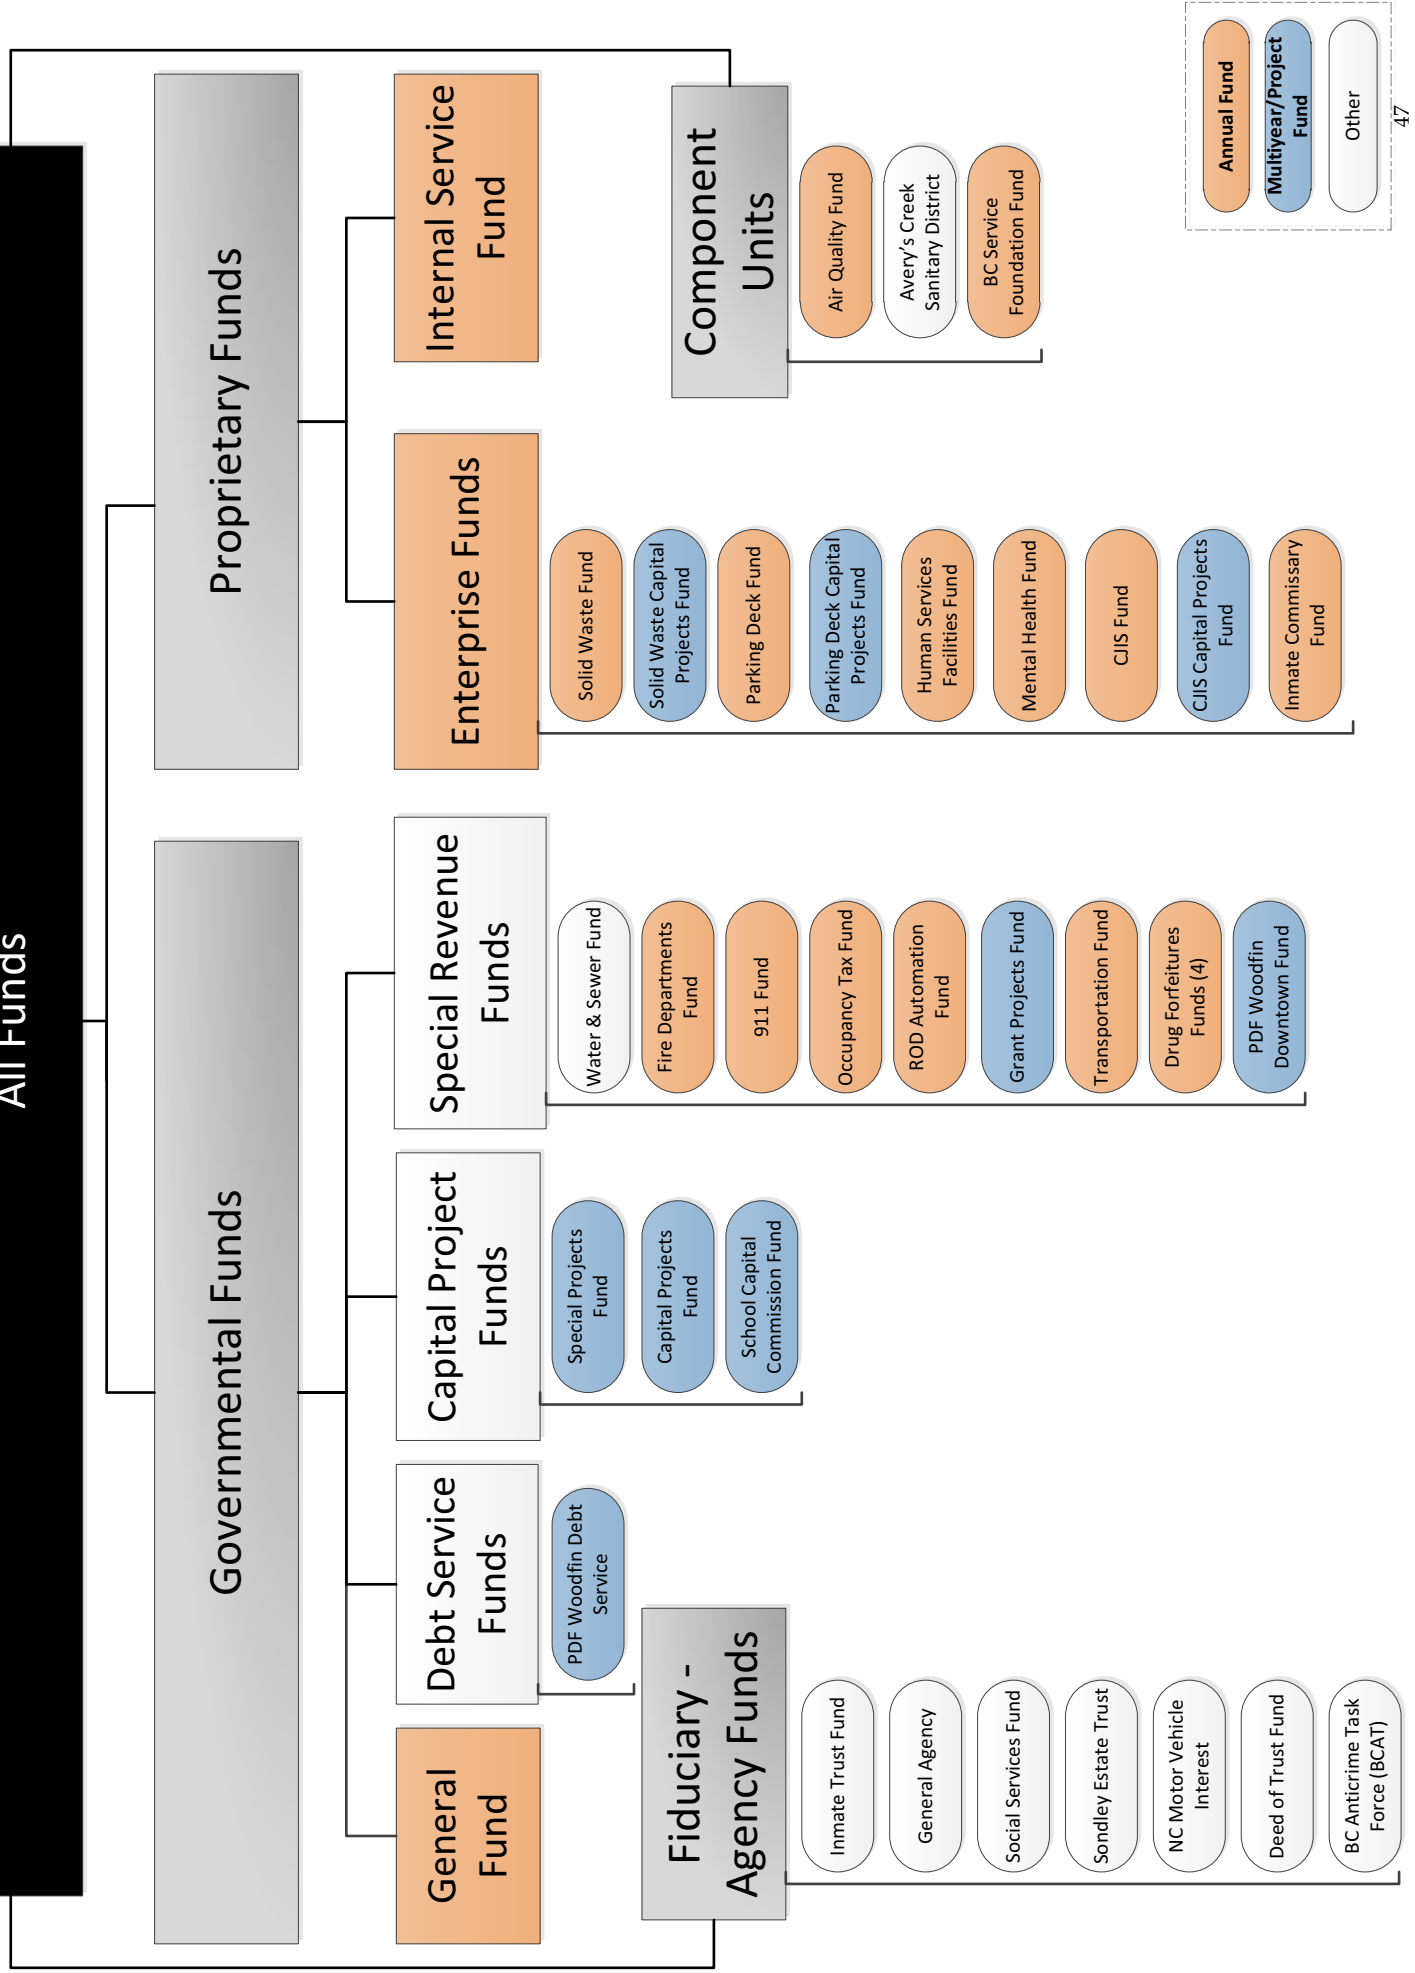 All Funds
Governmental Funds
Proprietary Funds
General
Fund
Debt Service
Funds
Capital Project
Funds
Special Revenue
Funds
Enterprise Funds
Internal Service
Fund
PDF Woodfin Debt
Service
Special Projects
Fund
Capital Projects
Fund
School Capital
Commission Fund
Water & Sewer Fund
Fire Departments
Fund
911 Fund
Occupancy Tax Fund
ROD Automation
Fund
Grant Projects Fund
Transportation Fund
Drug Forfeitures
Funds (4)
PDF Woodfin
Downtown Fund
Solid Waste Fund
Solid Waste Capital
Projects Fund
Parking Deck Fund
Parking Deck Capital
Projects Fund
Human Services
Facilities Fund
Mental Health Fund
CJIS Fund
CJIS Capital Projects
Fund
Inmate Commissary
Fund
Fiduciary -
Agency Funds
Inmate Trust Fund
General Agency
Social Services Fund
Sondley Estate Trust
NC Motor Vehicle
Interest
Deed of Trust Fund
BC Anticrime Task
Force (BCAT)
Component
Units
Air Quality Fund
Avery's Creek
Sanitary District
BC Service
Foundation Fund
Annual Fund
Multiyear/Project
Fund
Other
47